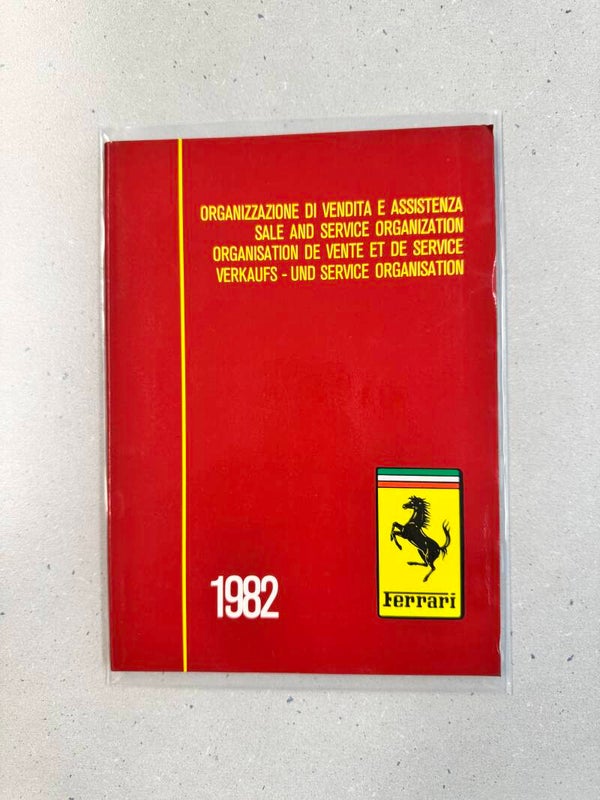 ORGANIZZAZIONE DI VENDITA E ASSISTENZA
SALE AND SERVICE ORGANIZATION
ORGANISATION DE VENTE ET DE SERVICE
VERKAUFS - UND SERVICE ORGANISATION
1982
Ferrari